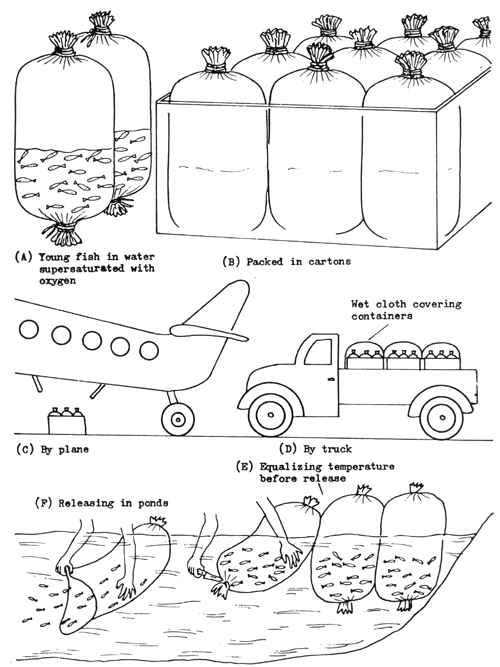 (A) Young fish in water
supersaturated with
oxygen
(B) Packed in cartons
Wet cloth covering
containers
(C) By plane
(D) By truck
(E) Equalizing temperature
before release
(F) Releasing in ponds